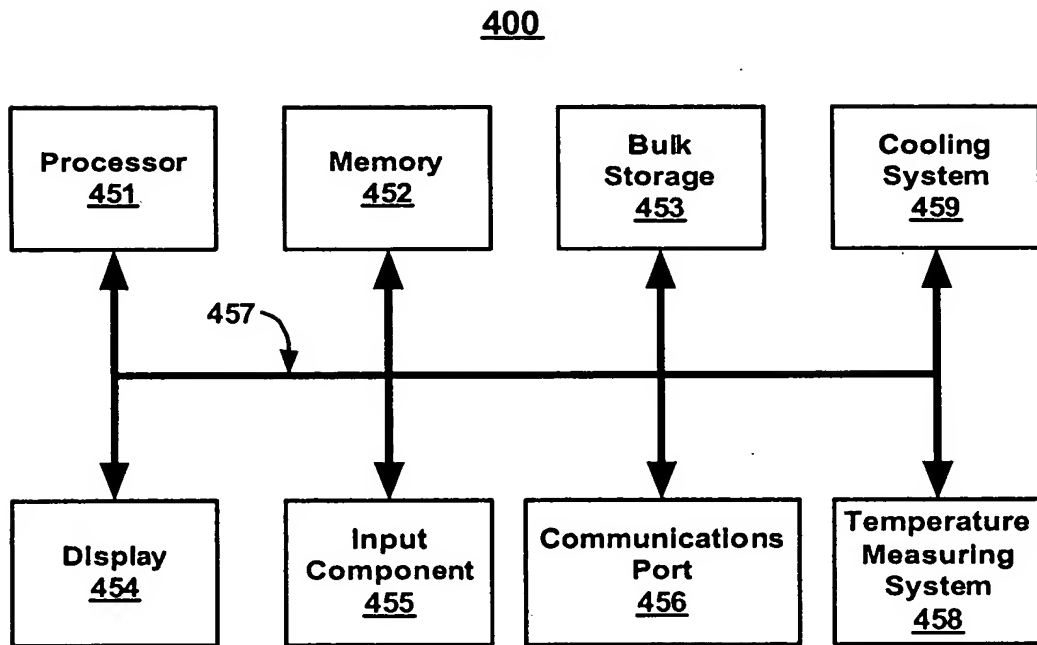 400
Processor
451
Memory
452
Bulk
Storage
453
Cooling
System
459
457
Display
454
Input
Component
455
Communications
Port
456
Temperature
Measuring
System
458